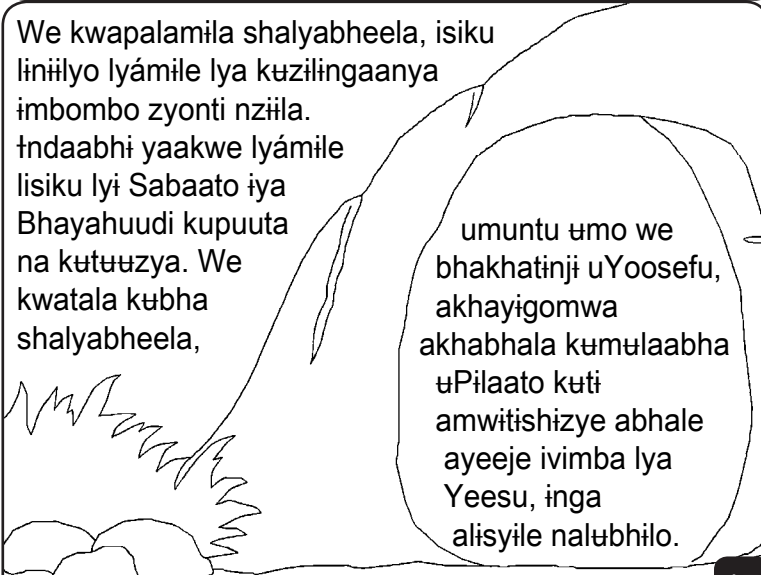 We kwapalamɨla shalyabheela, isiku
lɨnɨɨlyo lyámɨle lya kʉzɨlɨngaanya
ɨmbombo zyonti nzɨɨla.
Ɨndaabhɨ yaakwe lyámɨle
lisiku lyɨ Sabaato ɨya
Bhayahuudi kupuuta
na kʉtʉʉzya. We
kwatala kʉbha
shalyabheela,
umuntu ʉmo we
bhakhatɨnjɨ uYoosefu,
akhayɨgomwa
akhabhala kʉmʉlaabha
ʉPɨlaato kʉtɨ
amwɨtɨshɨzye abhale
ayeeje ivimba lya
Yeesu, ɨnga
alɨsyɨle nalʉbhɨlo.